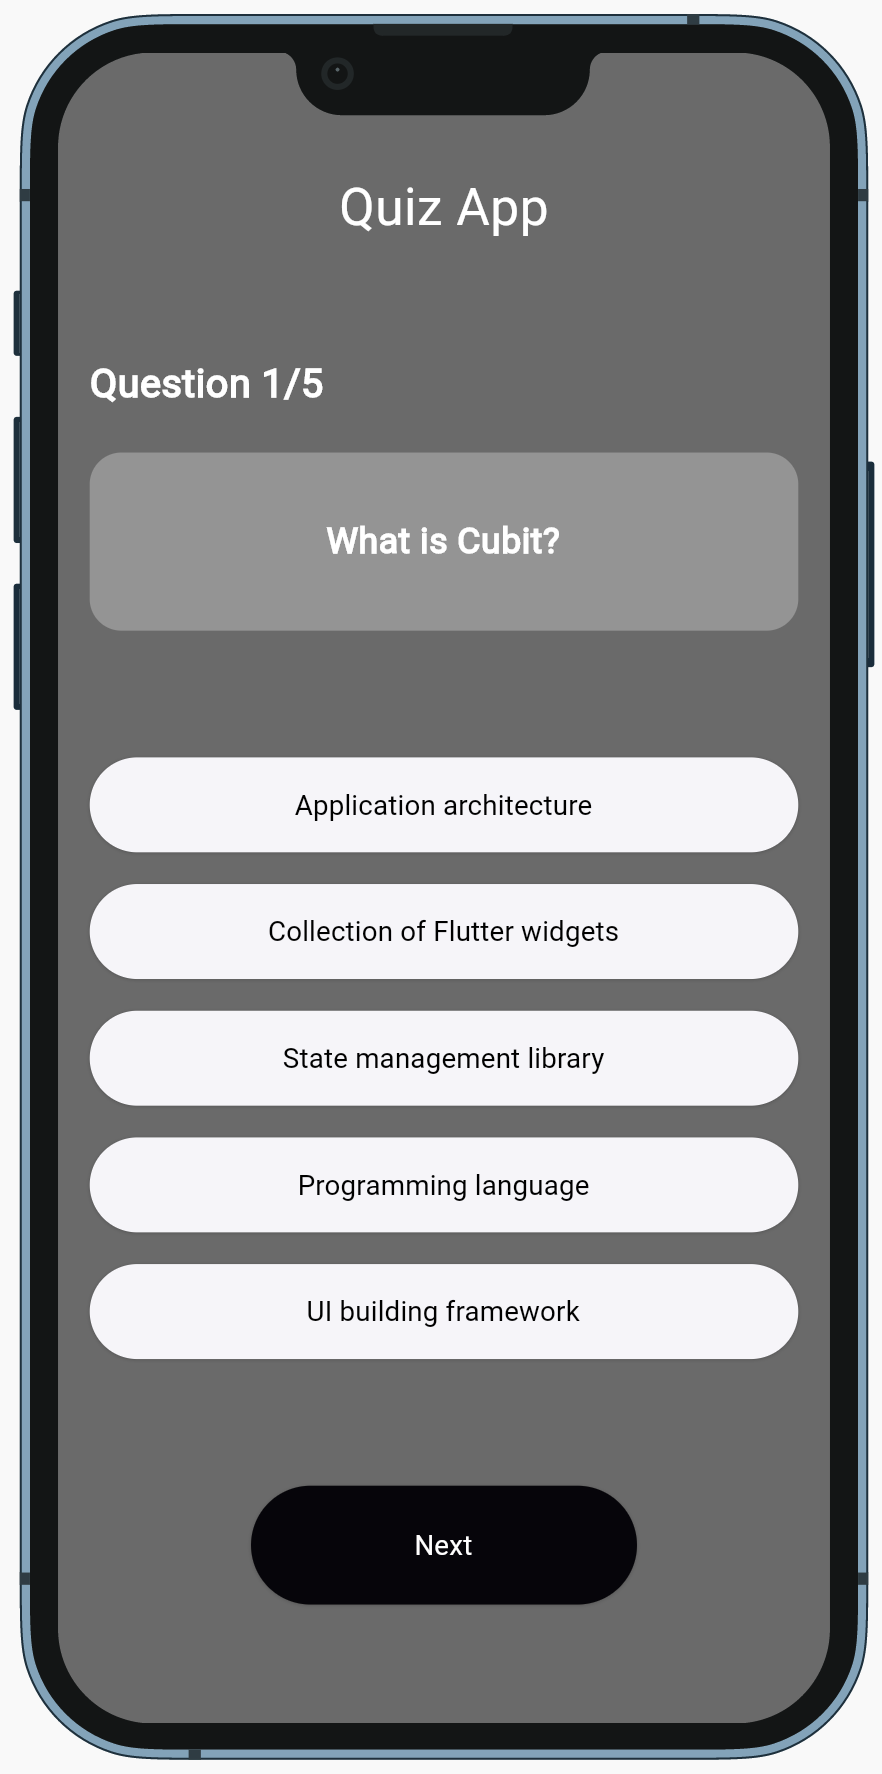 Quiz App
Question 1/5
What is Cubit?
Application architecture
Collection of Flutter widgets
State management library
Programming language
UI building framework
Next